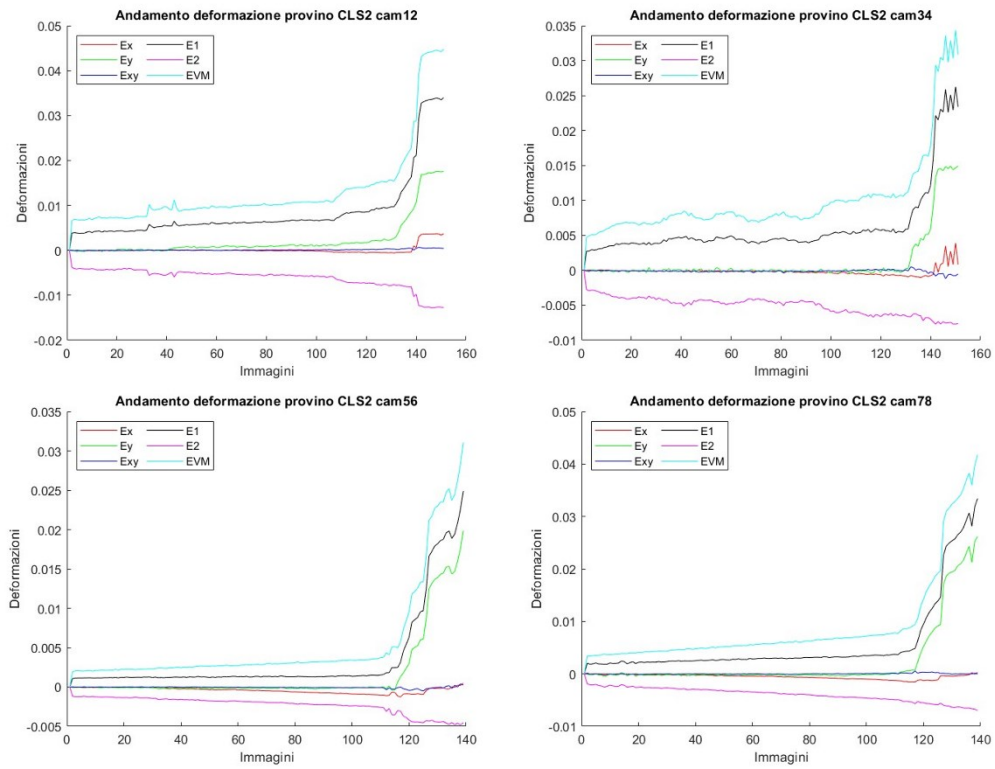 Andamento deformazione provino CLS2 cam12
0.05
0.04
0.03
0.02
0.01
0
-0.01
-0.02
Deformazioni
Ex E1
Ey E2
Exy EVM
0 20 40 60 80 100 120 140 160
Immagini
Andamento deformazione provino CLS2 cam34
0.035
0.03
0.025
0.02
0.015
0.01
0.005
0
-0.005
-0.01
Deformazioni
Ex E1
Ey E2
Exy EVM
0 20 40 60 80 100 120 140 160
Immagini
Andamento deformazione provino CLS2 cam56
0.035
0.03
0.025
0.02
0.015
0.01
0.005
0
-0.005
Deformazioni
Ex E1
Ey E2
Exy EVM
0 20 40 60 80 100 120 140
Immagini
Andamento deformazione provino CLS2 cam78
0.05
0.04
0.03
0.02
0.01
0
-0.01
Deformazioni
Ex E1
Ey E2
Exy EVM
0 20 40 60 80 100 120 140
Immagini